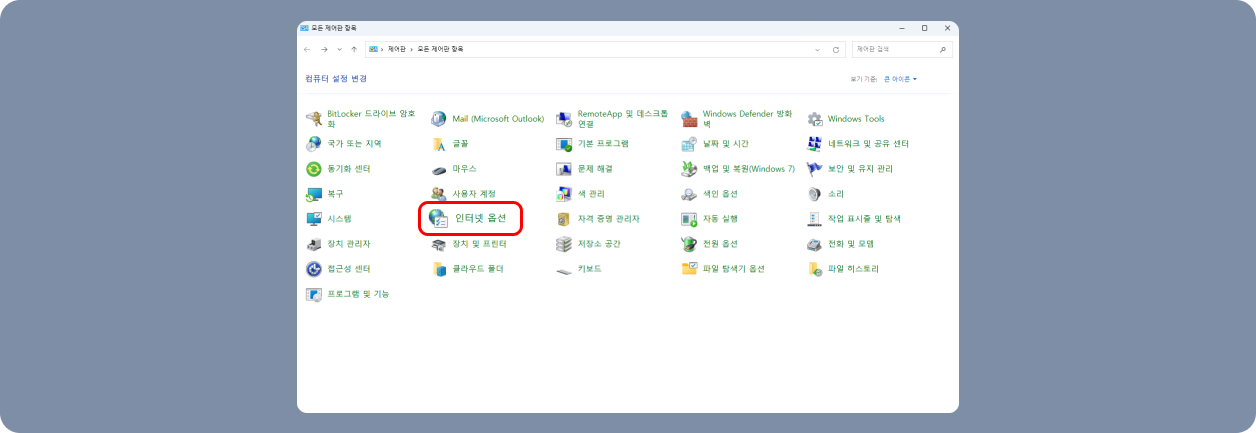 모든 제어판 항목
제어판 > 모든 제어판 항목
제어판 검색
컴퓨터 설정 변경
보기 기준: 큰 아이콘
BitLocker 드라이브 암호
화
Mail (Microsoft Outlook)
RemoteApp 및 데스크톱
연결
Windows Defender 방화
벽
Windows Tools
국가 또는 지역
글꼴
기본 프로그램
날짜 및 시간
네트워크 및 공유 센터
동기화 센터
마우스
문제 해결
백업 및 복원(Windows 7)
보안 및 유지 관리
복구
사용자 계정
색 관리
색인 옵션
소리
시스템
인터넷 옵션
자격 증명 관리자
자동 실행
작업 표시줄 및 탐색
장치 관리자
장치 및 프린터
저장소 공간
전원 옵션
전화 및 모뎀
접근성 센터
클라우드 폴더
키보드
파일 탐색기 옵션
파일 히스토리
프로그램 및 기능